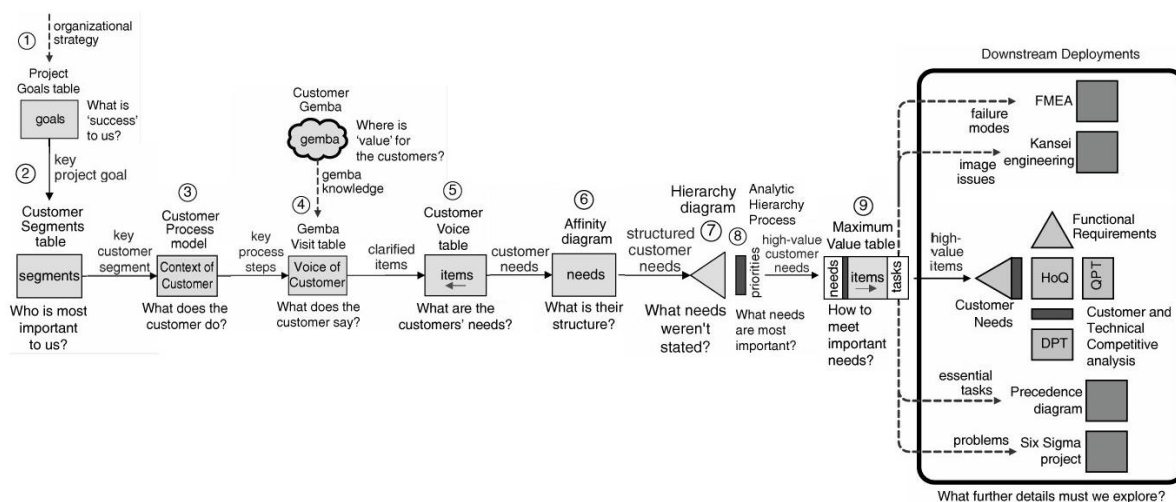 ①
organizational
strategy
Project
Goals table
goals
What is
‘success’
to us?
②
key
project goal
Customer
Segments
table
segments
Who is most
important
to us?
key
customer
segment
③
Customer
Process
model
Context of
Customer
What does the
customer do?
key
process
steps
Customer
Gemba
gemba
Where is
‘value’ for
the customers?
gemba
knowledge
④
Gemba
Visit table
Voice of
Customer
What does the
customer say?
clarified
items
⑤
Customer
Voice
table
items
What are the
customers’ needs?
customer
needs
⑥
Affinity
diagram
needs
What is their
structure?
structured
customer
needs
Hierarchy
diagram
⑦
What needs
weren't
stated?
Analytic
Hierarchy
Process
⑧
priorities
What needs
are most
important?
high-value
customer
needs
⑨
Maximum
Value table
needs
items
tasks
How to
meet
important
needs?
Downstream Deployments
failure
modes
FMEA
image
issues
Kansei
engineering
high-
value
items
Customer
Needs
Functional
Requirements
HoQ
QPT
Customer and
Technical
Competitive
analysis
DPT
essential
tasks
Precedence
diagram
problems
Six Sigma
project
What further details must we explore?